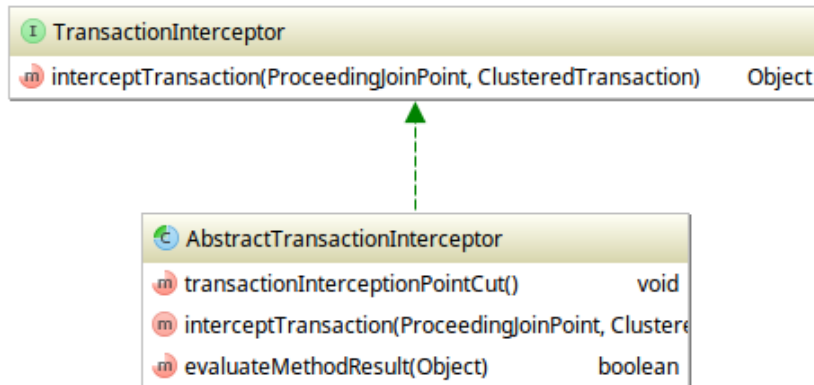 I TransactionInterceptor
m interceptTransaction(ProceedingJoinPoint, ClusteredTransaction) Object
C AbstractTransactionInterceptor
m transactionInterceptionPointCut() void
m interceptTransaction(ProceedingJoinPoint, Clustere
m evaluateMethodResult(Object) boolean